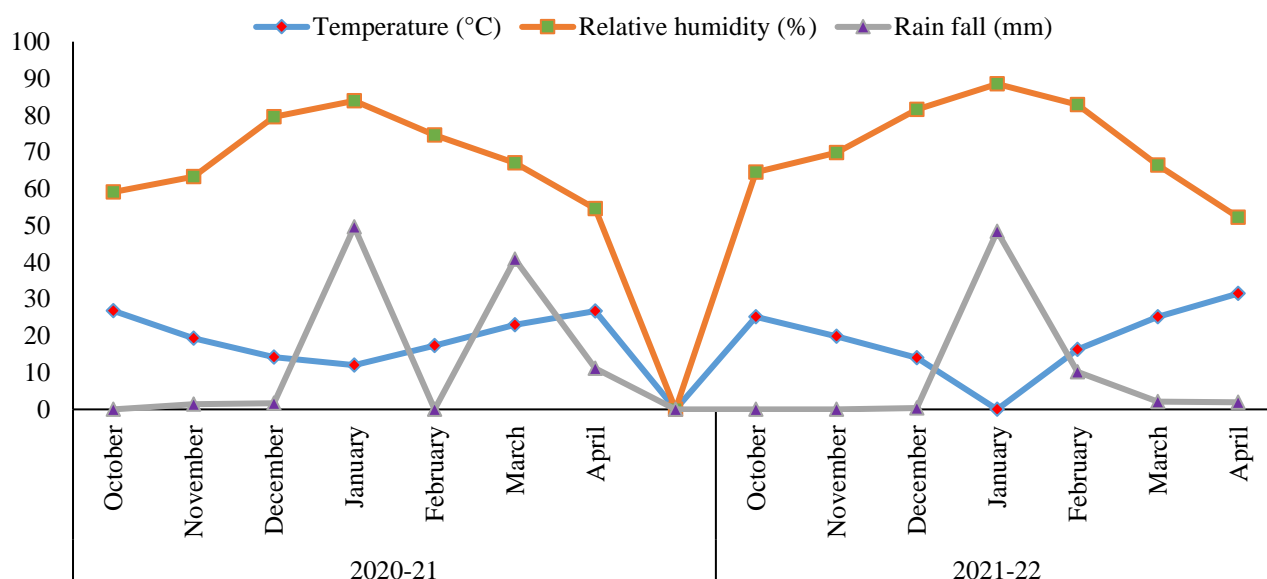 Temperature (°C) Relative humidity (%) Rain fall (mm)
100
90
80
70
60
50
40
30
20
10
0
October
November
December
January
February
March
April
October
November
December
January
February
March
April
2020-21 2021-22